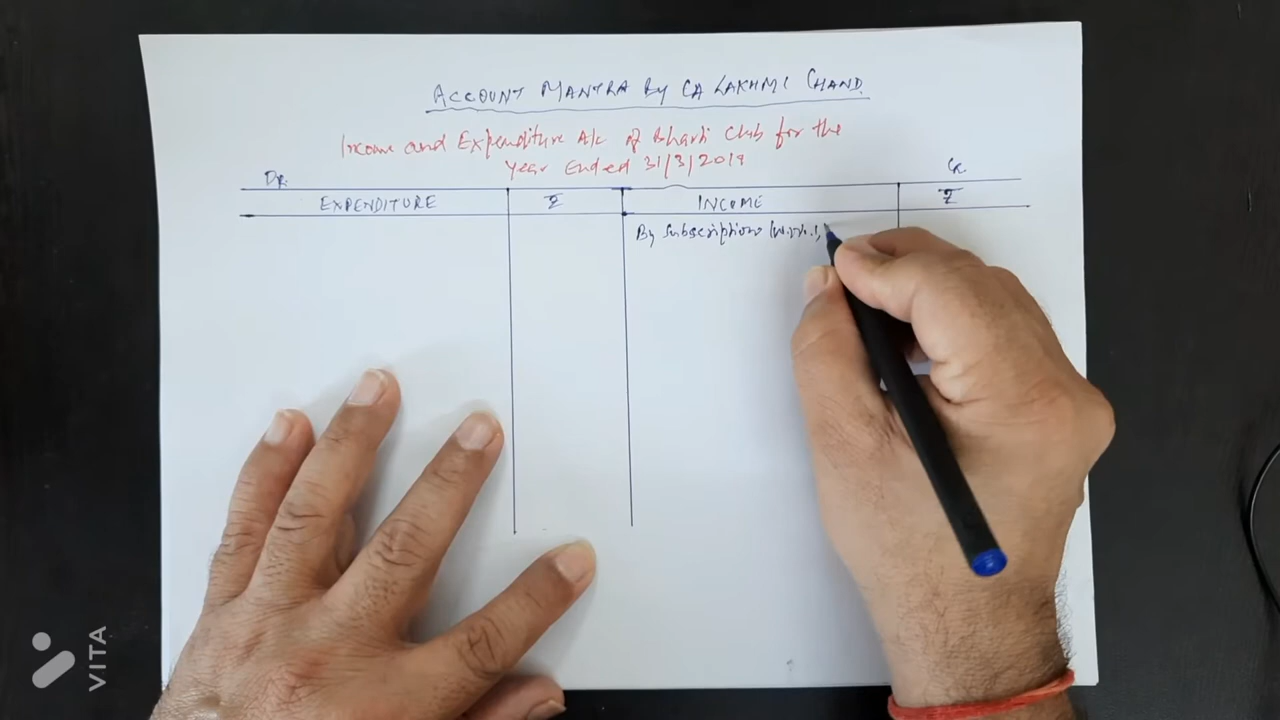 ACCOUNT MANTRA By CA LAKHMI CHAND
Income and Expenditure A/c of Bharti Club for the
Year Ended 31/3/2019
Dr. Cr.
EXPENDITURE ₹ INCOME ₹
By Subscriptions (W.N.1)
VITA